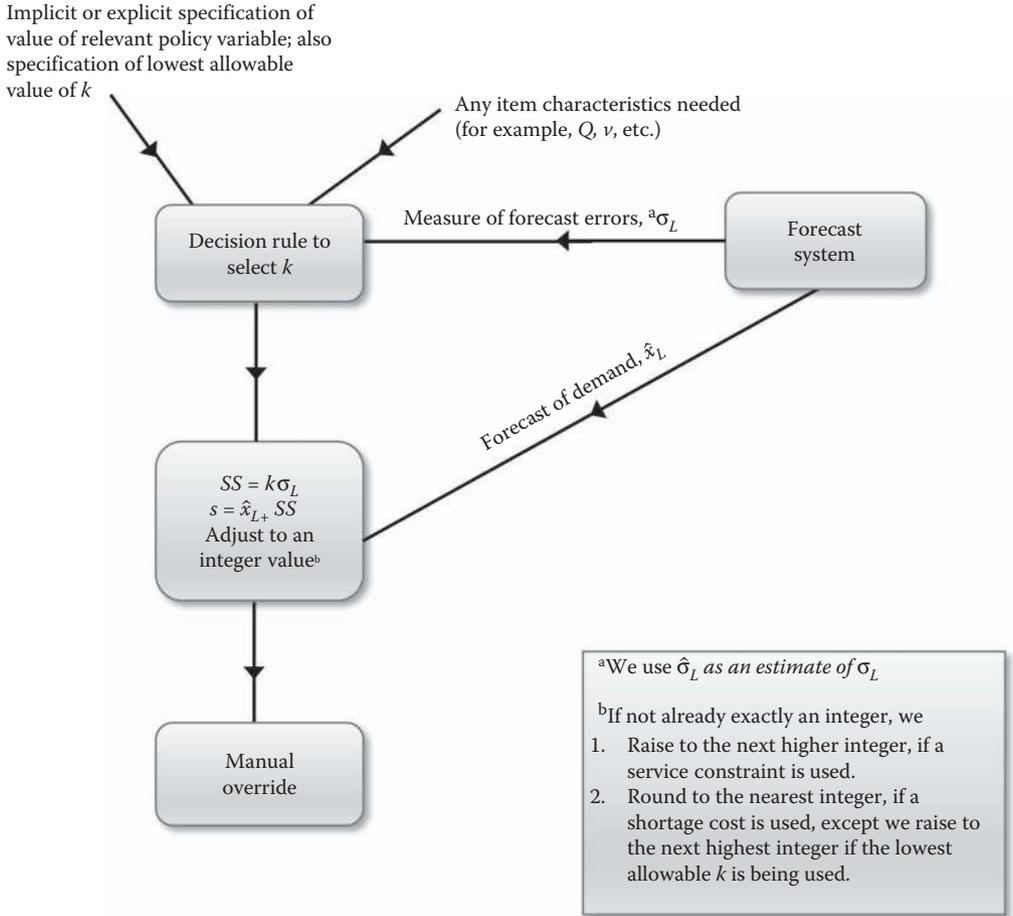 Implicit or explicit specification of
value of relevant policy variable; also
specification of lowest allowable
value of k
Any item characteristics needed
(for example, Q, v, etc.)
Measure of forecast errors, ᵃσ_L
Forecast
system
Decision rule to
select k
Forecast of demand, x̂_L
SS = kσ_L
s = x̂_L+ SS
Adjust to an
integer valueᵇ
Manual
override
ᵃWe use σ̂_L as an estimate of σ_L
ᵇIf not already exactly an integer, we
1. Raise to the next higher integer, if a
service constraint is used.
2. Round to the nearest integer, if a
shortage cost is used, except we raise to
the next highest integer if the lowest
allowable k is being used.